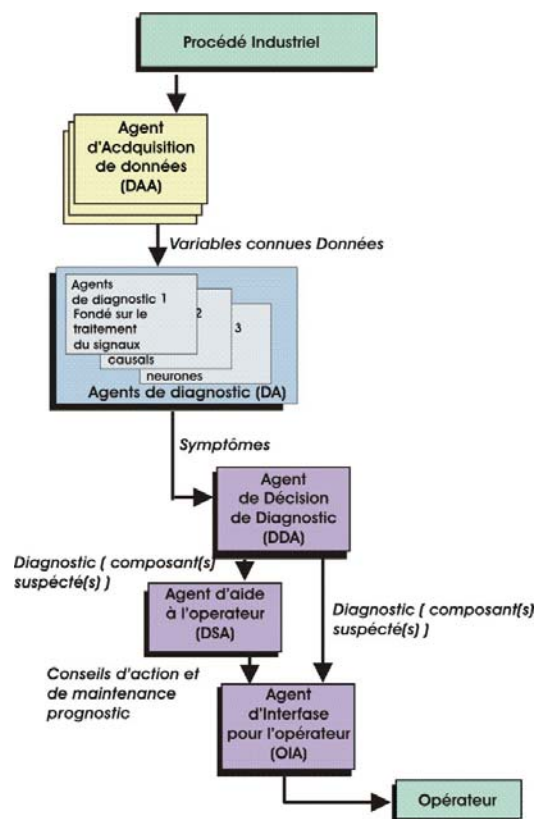 Procédé Industriel
Agent
d'Acdquisition
de données
(DAA)
Variables connues Données
Agents
de diagnostic 1
Fondé sur le
traitement
du signaux
2
causals
3
neurones
Agents de diagnostic (DA)
Symptômes
Agent
de Décision
de Diagnostic
(DDA)
Diagnostic ( composant(s)
suspécté(s) )
Agent d'aide
à l'operateur
(DSA)
Diagnostic ( composant(s)
suspécté(s) )
Conseils d'action et
de maintenance
prognostic
Agent
d'Interfase
pour l'opérateur
(OIA)
Opérateur